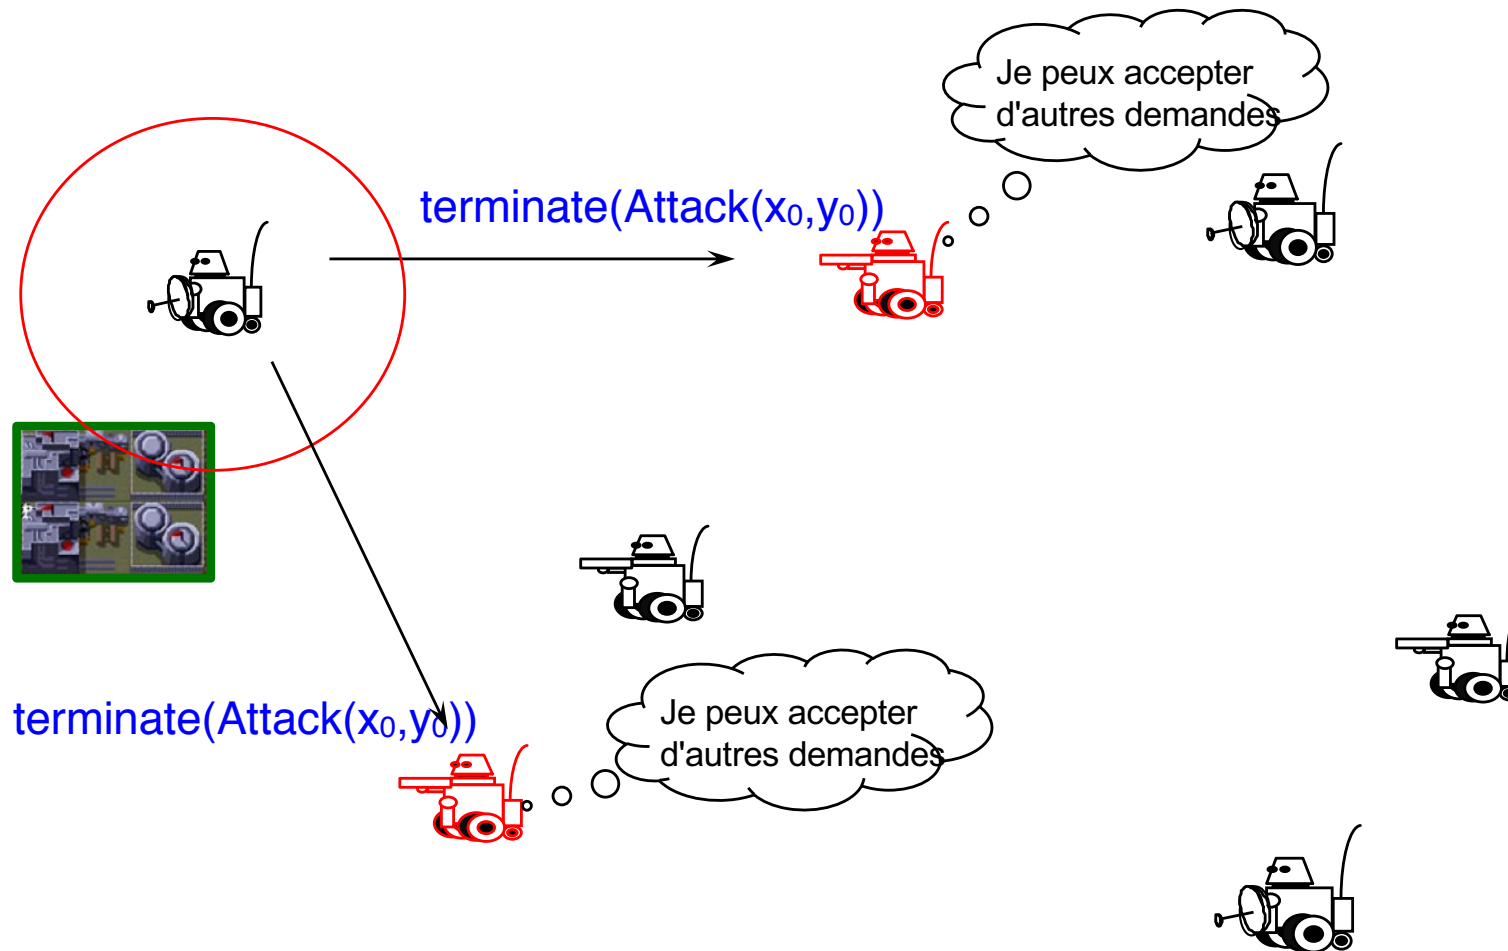 Je peux accepter
d'autres demandes
terminate(Attack(x₀,y₀))
terminate(Attack(x₀,y₀))
Je peux accepter
d'autres demandes